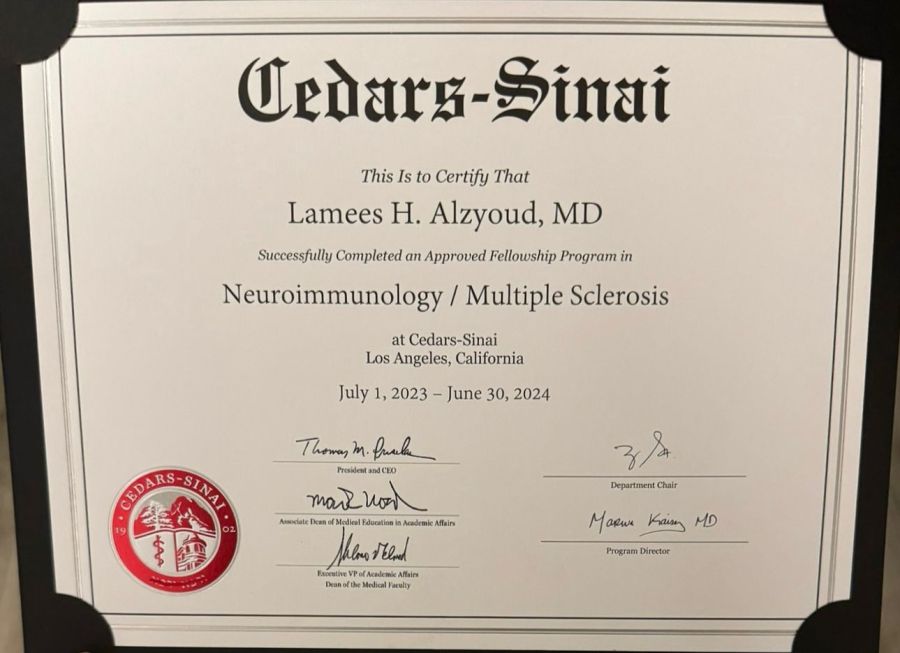 Cedars-Sinai
This Is to Certify That
Lamees H. Alzyoud, MD
Successfully Completed an Approved Fellowship Program in
Neuroimmunology / Multiple Sclerosis
at Cedars-Sinai
Los Angeles, California
July 1, 2023 – June 30, 2024
Thomas M.
President and CEO
Associate Dean of Medical Education in Academic Affairs
Executive VP of Academic Affairs
Dean of the Medical Faculty
Department Chair
MD
Program Director
CEDARS-SINAI
1902